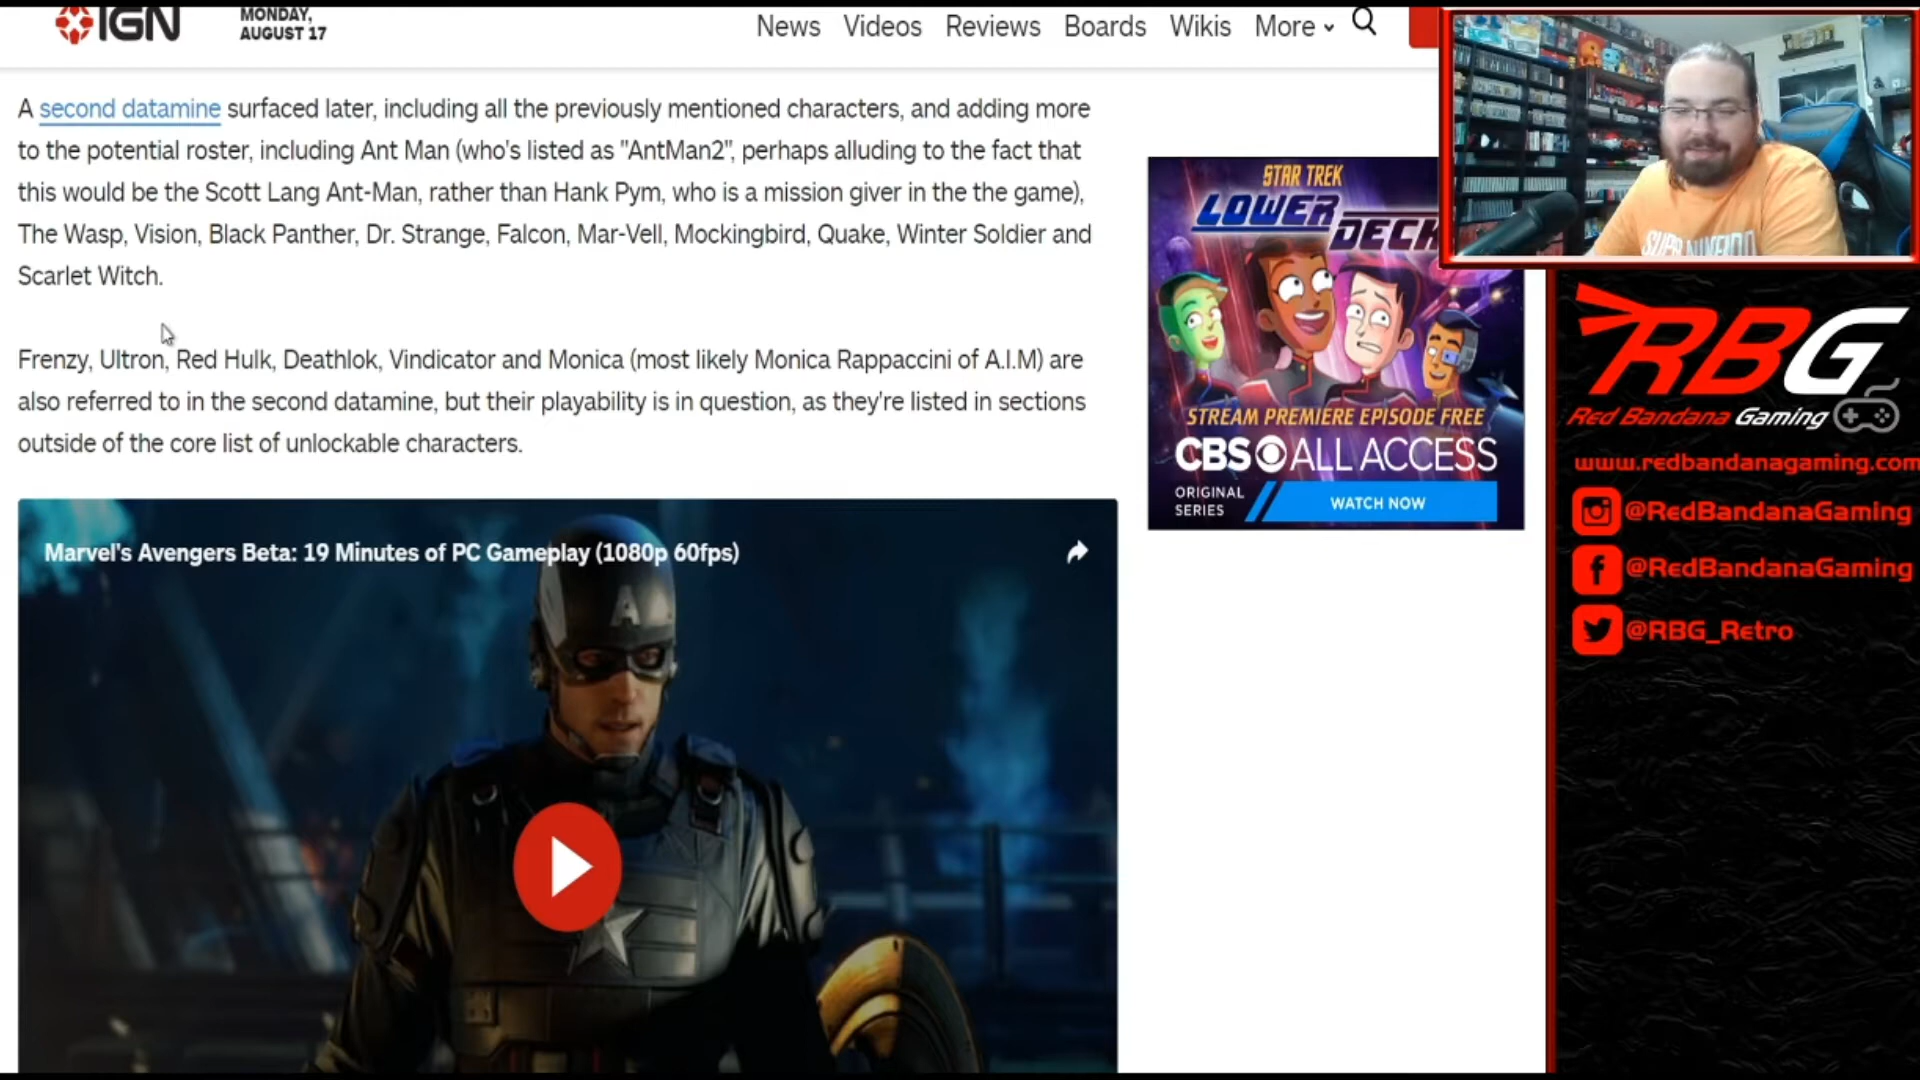 IGN
MONDAY,
AUGUST 17
News Videos Reviews Boards Wikis More
A second datamine surfaced later, including all the previously mentioned characters, and adding more
to the potential roster, including Ant Man (who's listed as "AntMan2", perhaps alluding to the fact that
this would be the Scott Lang Ant-Man, rather than Hank Pym, who is a mission giver in the the game),
The Wasp, Vision, Black Panther, Dr. Strange, Falcon, Mar-Vell, Mockingbird, Quake, Winter Soldier and
Scarlet Witch.
Frenzy, Ultron, Red Hulk, Deathlok, Vindicator and Monica (most likely Monica Rappaccini of A.I.M) are
also referred to in the second datamine, but their playability is in question, as they're listed in sections
outside of the core list of unlockable characters.
Marvel's Avengers Beta: 19 Minutes of PC Gameplay (1080p 60fps)
A
STAR TREK
LOWER
DECK
STREAM PREMIERE EPISODE FREE
CBS ALL ACCESS
ORIGINAL
SERIES
WATCH NOW
SUPER NINTENDO
RBG
Red Bandana Gaming
www.redbandanagaming.com
@RedBandanaGaming
@RedBandanaGaming
@RBG_Retro